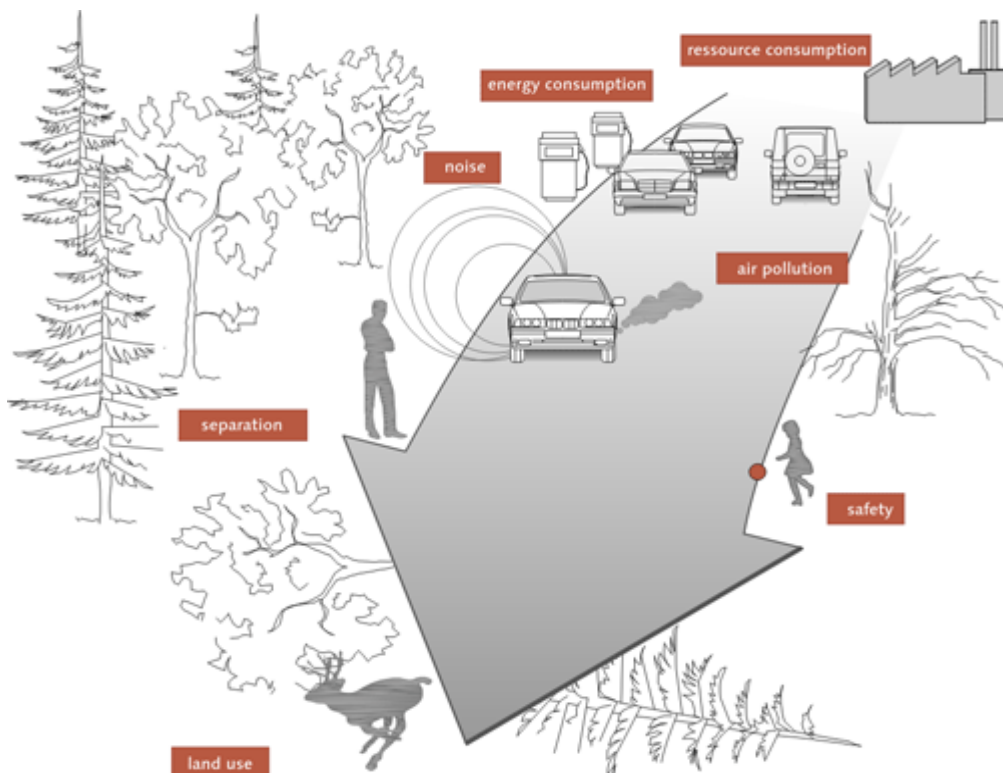 ressource consumption
energy consumption
noise
air pollution
separation
safety
land use